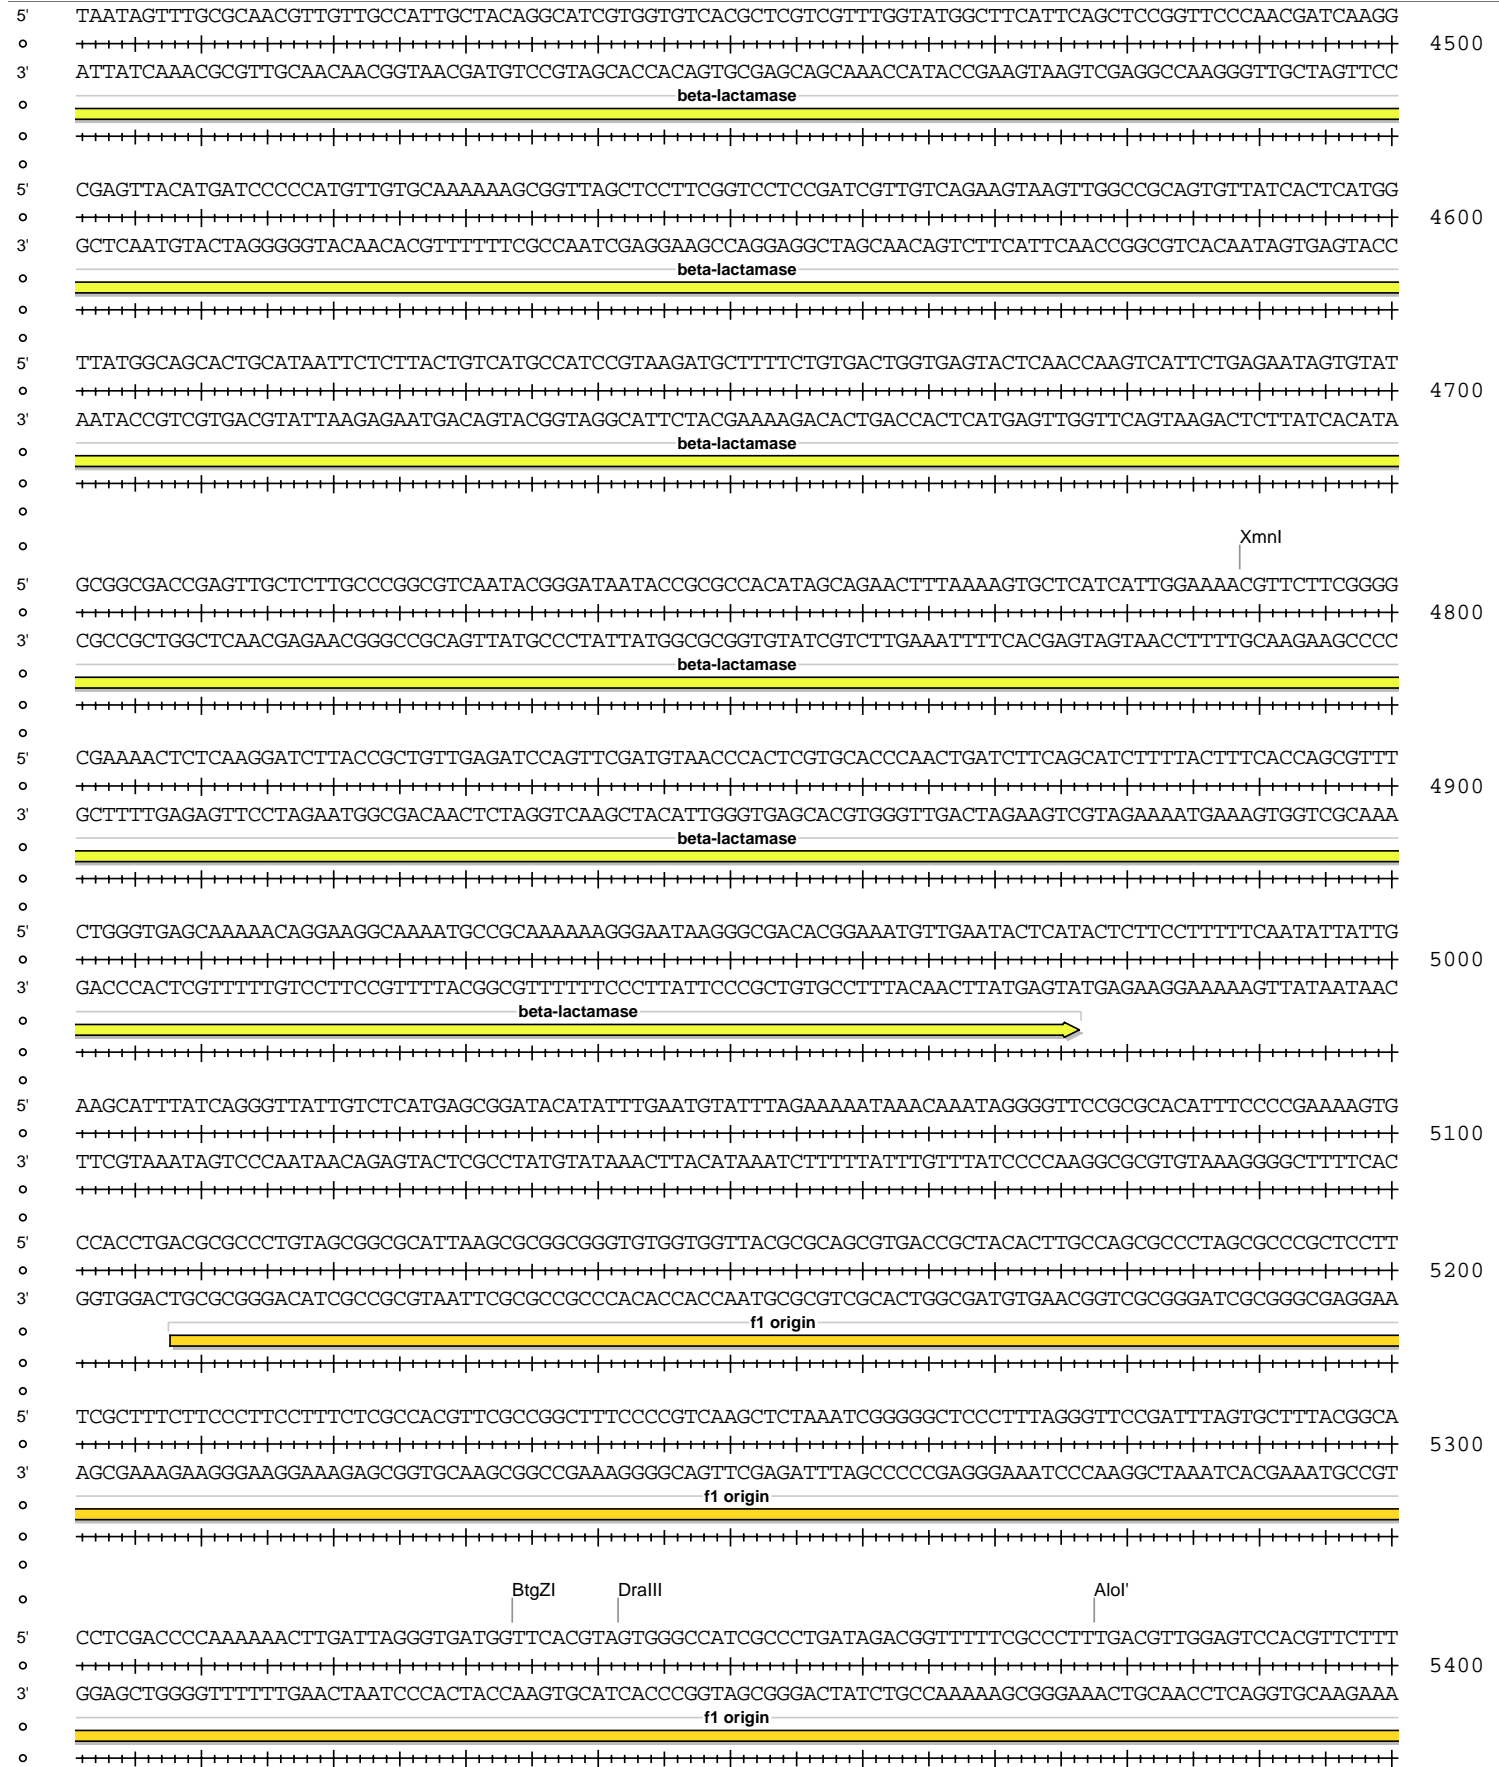 5' TAATAGTTTGCGCAACGTTGTTGCCATTGCTACAGGCATCGTGGTGTCACGCTCGTCGTTTGGTATGGCTTCATTCAGCTCCGGTTCCCAACGATCAAGG
4500
3' ATTATCAAACGCGTTGCAACAACGGTAACGATGTCCGTAGCACCACAGTGCGAGCAGCAAACCATACCGAAGTAAGTCGAGGCCAAGGGTTGCTAGTTCC
beta-lactamase
5' CGAGTTACATGATCCCCCATGTTGTGCAAAAAAGCGGTTAGCTCCTTCGGTCCTCCGATCGTTGTCAGAAGTAAGTTGGCCGCAGTGTTATCACTCATGG
4600
3' GCTCAATGTACTAGGGGGTACAACACGTTTTTTCGCCAATCGAGGAAGCCAGGAGGCTAGCAACAGTCTTCATTCAACCGGCGTCACAATAGTGAGTACC
beta-lactamase
5' TTATGGCAGCACTGCATAATTCTCTTACTGTCATGCCATCCGTAAGATGCTTTTCTGTGACTGGTGAGTACTCAACCAAGTCATTCTGAGAATAGTGTAT
4700
3' AATACCGTCGTGACGTATTAAGAGAATGACAGTACGGTAGGCATTCTACGAAAAGACACTGACCACTCATGAGTTGGTTCAGTAAGACTCTTATCACATA
beta-lactamase
XmnI
5' GCGGCGACCGAGTTGCTCTTGCCCGGCGTCAATACGGGATAATACCGCGCCACATAGCAGAACTTTAAAAGTGCTCATCATTGGAAAACGTTCTTCGGGG
4800
3' CGCCGCTGGCTCAACGAGAACGGGCCGCAGTTATGCCCTATTATGGCGCGGTGTATCGTCTTGAAATTTTCACGAGTAGTAACCTTTTGCAAGAAGCCCC
beta-lactamase
5' CGAAAACTCTCAAGGATCTTACCGCTGTTGAGATCCAGTTCGATGTAACCCACTCGTGCACCCAACTGATCTTCAGCATCTTTTACTTTCACCAGCGTTT
4900
3' GCTTTTGAGAGTTCCTAGAATGGCGACAACTCTAGGTCAAGCTACATTGGGTGAGCACGTGGGTTGACTAGAAGTCGTAGAAAATGAAAGTGGTCGCAAA
beta-lactamase
5' CTGGGTGAGCAAAAACAGGAAGGCAAAATGCCGCAAAAAAGGGAATAAGGGCGACACGGAAATGTTGAATACTCATACTCTTCCTTTTTCAATATTATTG
5000
3' GACCCACTCGTTTTTGTCCTTCCGTTTTACGGCGTTTTTTCCCTTATTCCCGCTGTGCCTTTACAACTTATGAGTATGAGAAGGAAAAAGTTATAATAAC
beta-lactamase
5' AAGCATTTATCAGGGTTATTGTCTCATGAGCGGATACATATTTGAATGTATTTAGAAAAATAAACAAATAGGGGTTCCGCGCACATTTCCCCGAAAAGTG
5100
3' TTCGTAAATAGTCCCAATAACAGAGTACTCGCCTATGTATAAACTTACATAAATCTTTTTATTTGTTTATCCCCAAGGCGCGTGTAAAGGGGCTTTTCAC
5' CCACCTGACGCGCCCTGTAGCGGCGCATTAAGCGCGGCGGGTGTGGTGGTTACGCGCAGCGTGACCGCTACACTTGCCAGCGCCCTAGCGCCCGCTCCTT
5200
3' GGTGGACTGCGCGGGACATCGCCGCGTAATTCGCGCCGCCCACACCACCAATGCGCGTCGCACTGGCGATGTGAACGGTCGCGGGATCGCGGGCGAGGAA
f1 origin
5' TCGCTTTCTTCCCTTCCTTTCTCGCCACGTTCGCCGGCTTTCCCCGTCAAGCTCTAAATCGGGGGCTCCCTTTAGGGTTCCGATTTAGTGCTTTACGGCA
5300
3' AGCGAAAGAAGGGAAGGAAAGAGCGGTGCAAGCGGCCGAAAGGGGCAGTTCGAGATTTAGCCCCCGAGGGAAATCCCAAGGCTAAATCACGAAATGCCGT
f1 origin
BtgZI DraIII AloI'
5' CCTCGACCCCAAAAAACTTGATTAGGGTGATGGTTCACGTAGTGGGCCATCGCCCTGATAGACGGTTTTTCGCCCTTTGACGTTGGAGTCCACGTTCTTT
5400
3' GGAGCTGGGGTTTTTTGAACTAATCCCACTACCAAGTGCATCACCCGGTAGCGGGACTATCTGCCAAAAAGCGGGAAACTGCAACCTCAGGTGCAAGAAA
f1 origin